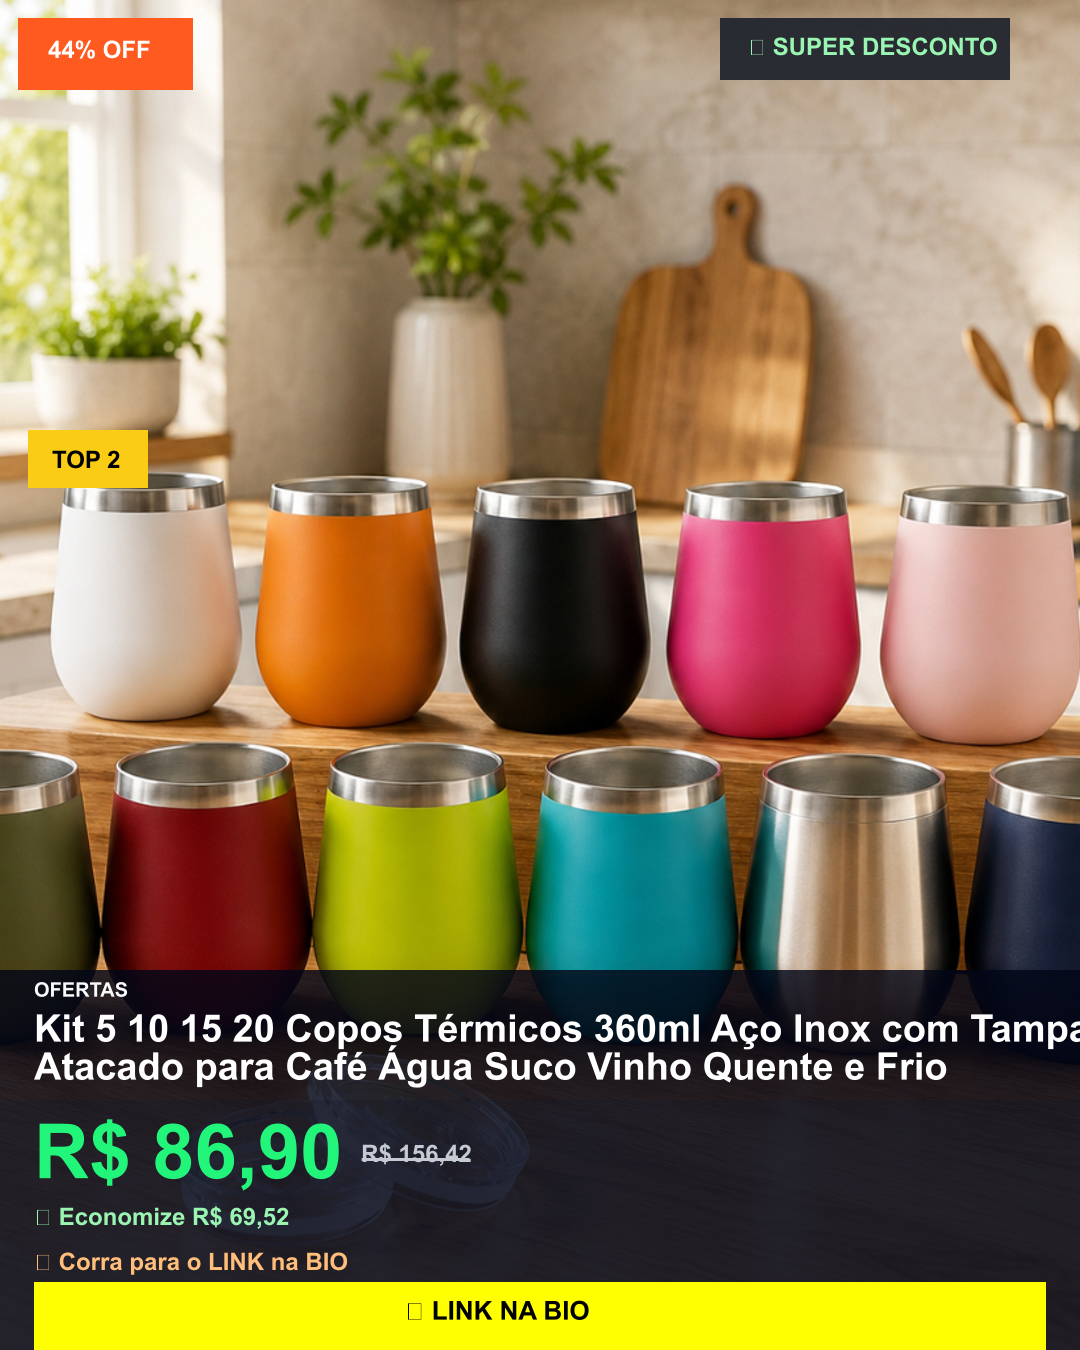 44% OFF
SUPER DESCONTO
TOP 2
OFERTAS
Kit 5 10 15 20 Copos Térmicos 360ml Aço Inox com Tampa
Atacado para Café Água Suco Vinho Quente e Frio
R$ 86,90 R$ 156,42
Economize R$ 69,52
Corra para o LINK na BIO
LINK NA BIO